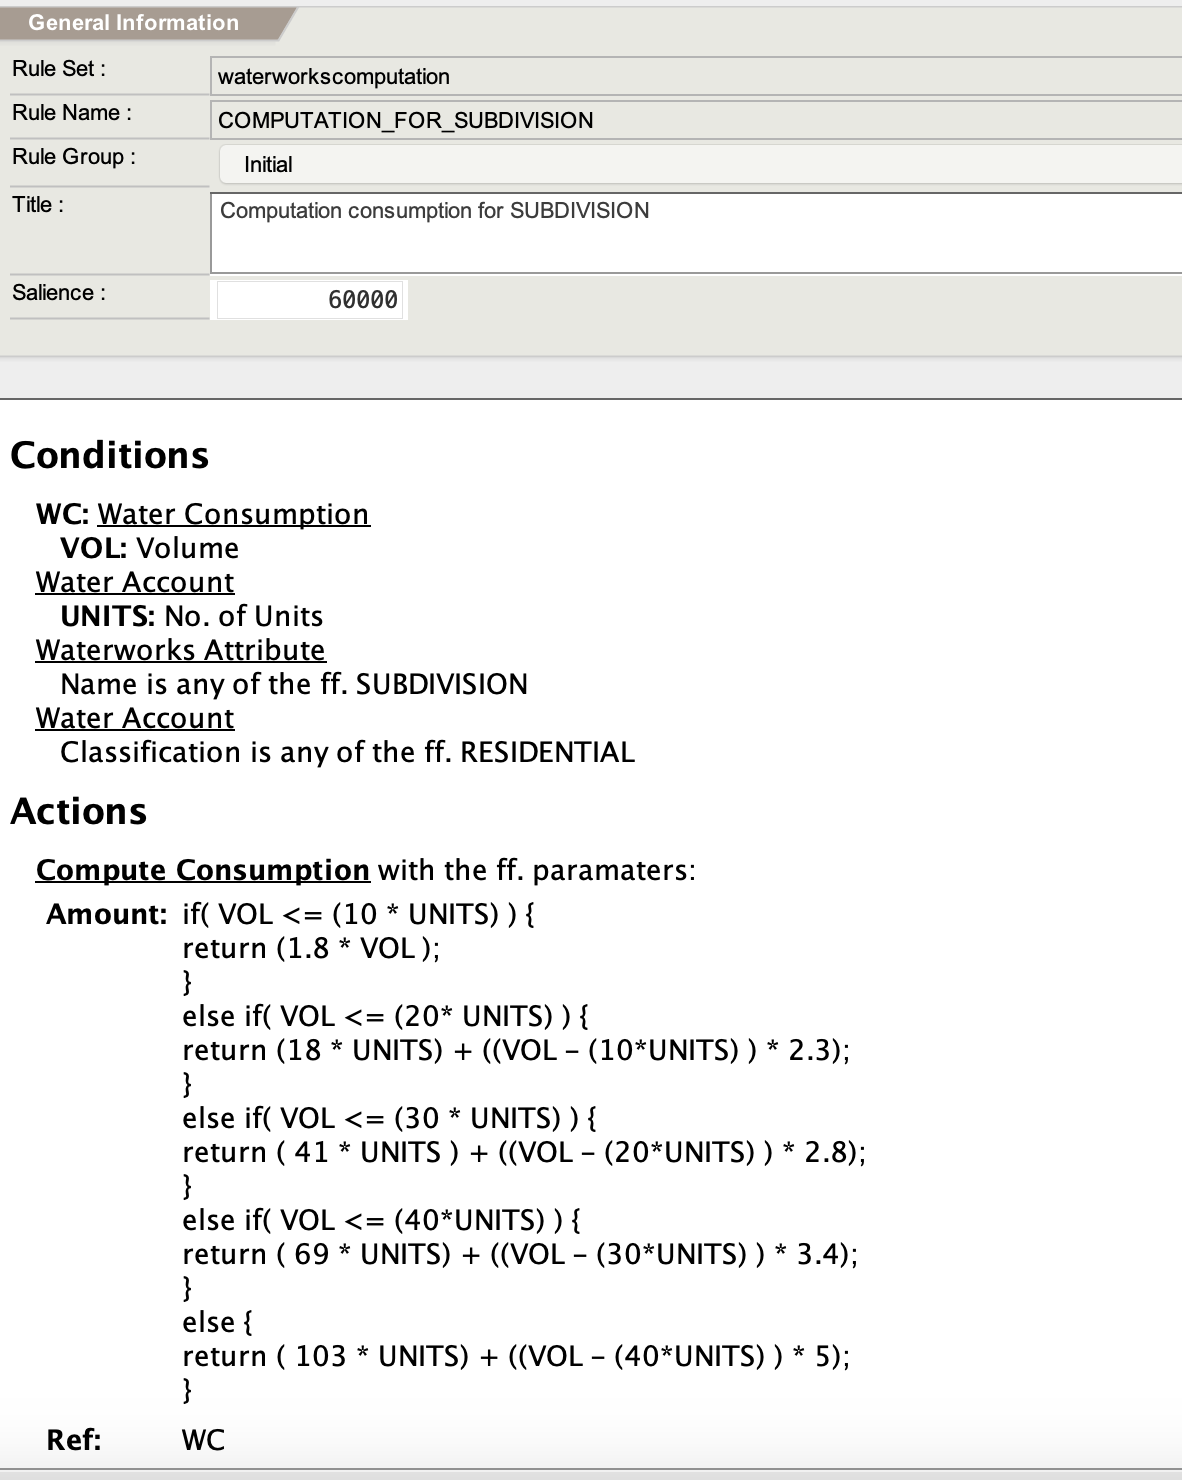 General Information
Rule Set :
waterworkscomputation
Rule Name :
COMPUTATION_FOR_SUBDIVISION
Rule Group :
Initial
Title :
Computation consumption for SUBDIVISION
Salience :
60000
Conditions
WC: Water Consumption
VOL: Volume
Water Account
UNITS: No. of Units
Waterworks Attribute
Name is any of the ff. SUBDIVISION
Water Account
Classification is any of the ff. RESIDENTIAL
Actions
Compute Consumption with the ff. paramaters:
Amount: if( VOL <= (10 * UNITS) ) {
return (1.8 * VOL );
}
else if( VOL <= (20* UNITS) ) {
return (18 * UNITS) + ((VOL – (10*UNITS) ) * 2.3);
}
else if( VOL <= (30 * UNITS) ) {
return ( 41 * UNITS ) + ((VOL – (20*UNITS) ) * 2.8);
}
else if( VOL <= (40*UNITS) ) {
return ( 69 * UNITS) + ((VOL – (30*UNITS) ) * 3.4);
}
else {
return ( 103 * UNITS) + ((VOL – (40*UNITS) ) * 5);
}
Ref: WC